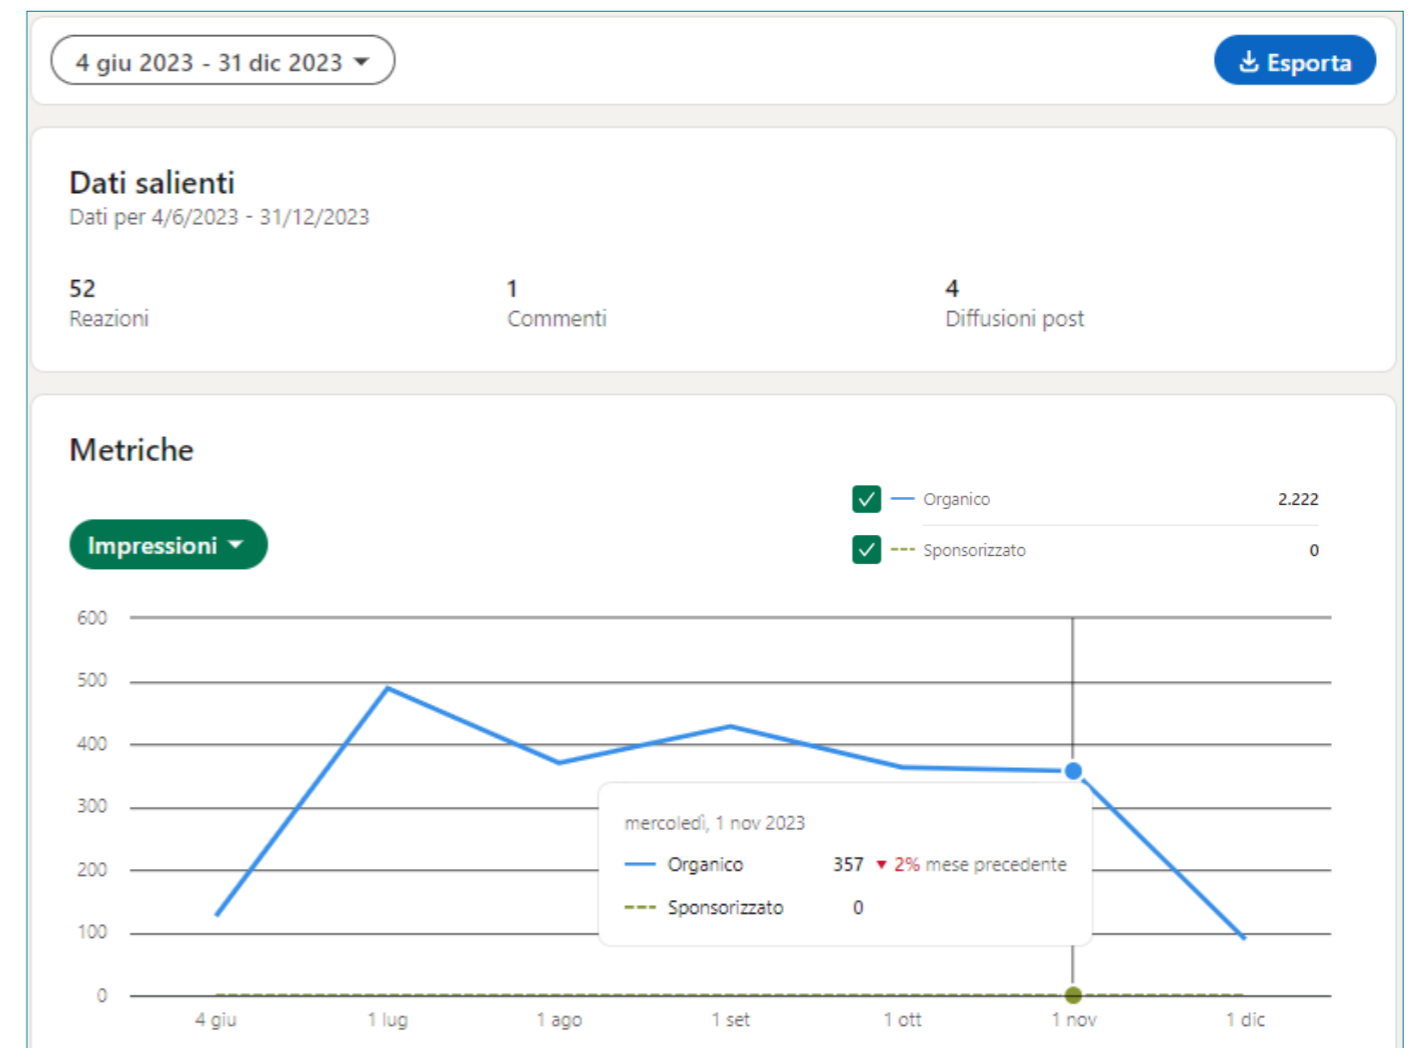 4 giu 2023 - 31 dic 2023
Esporta
Dati salienti
Dati per 4/6/2023 - 31/12/2023
52
Reazioni
1
Commenti
4
Diffusioni post
Metriche
Impressioni
Organico 2.222
Sponsorizzato 0
600
500
400
300
200
100
0
mercoledì, 1 nov 2023
Organico 357 ▼ 2% mese precedente
Sponsorizzato 0
4 giu 1 lug 1 ago 1 set 1 ott 1 nov 1 dic